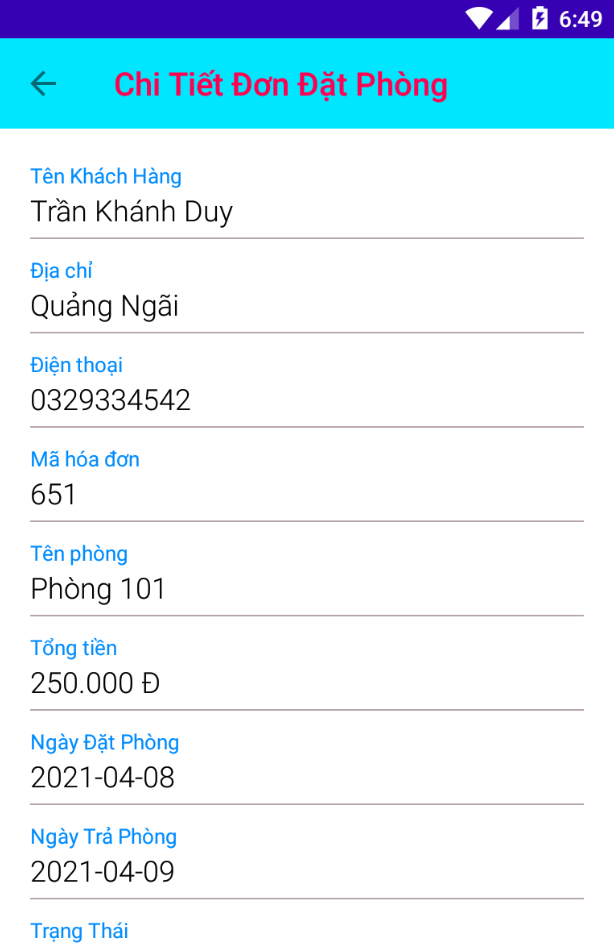 6:49
Chi Tiết Đơn Đặt Phòng
Tên Khách Hàng
Trần Khánh Duy
Địa chỉ
Quảng Ngãi
Điện thoại
0329334542
Mã hóa đơn
651
Tên phòng
Phòng 101
Tổng tiền
250.000 Đ
Ngày Đặt Phòng
2021-04-08
Ngày Trả Phòng
2021-04-09
Trạng Thái